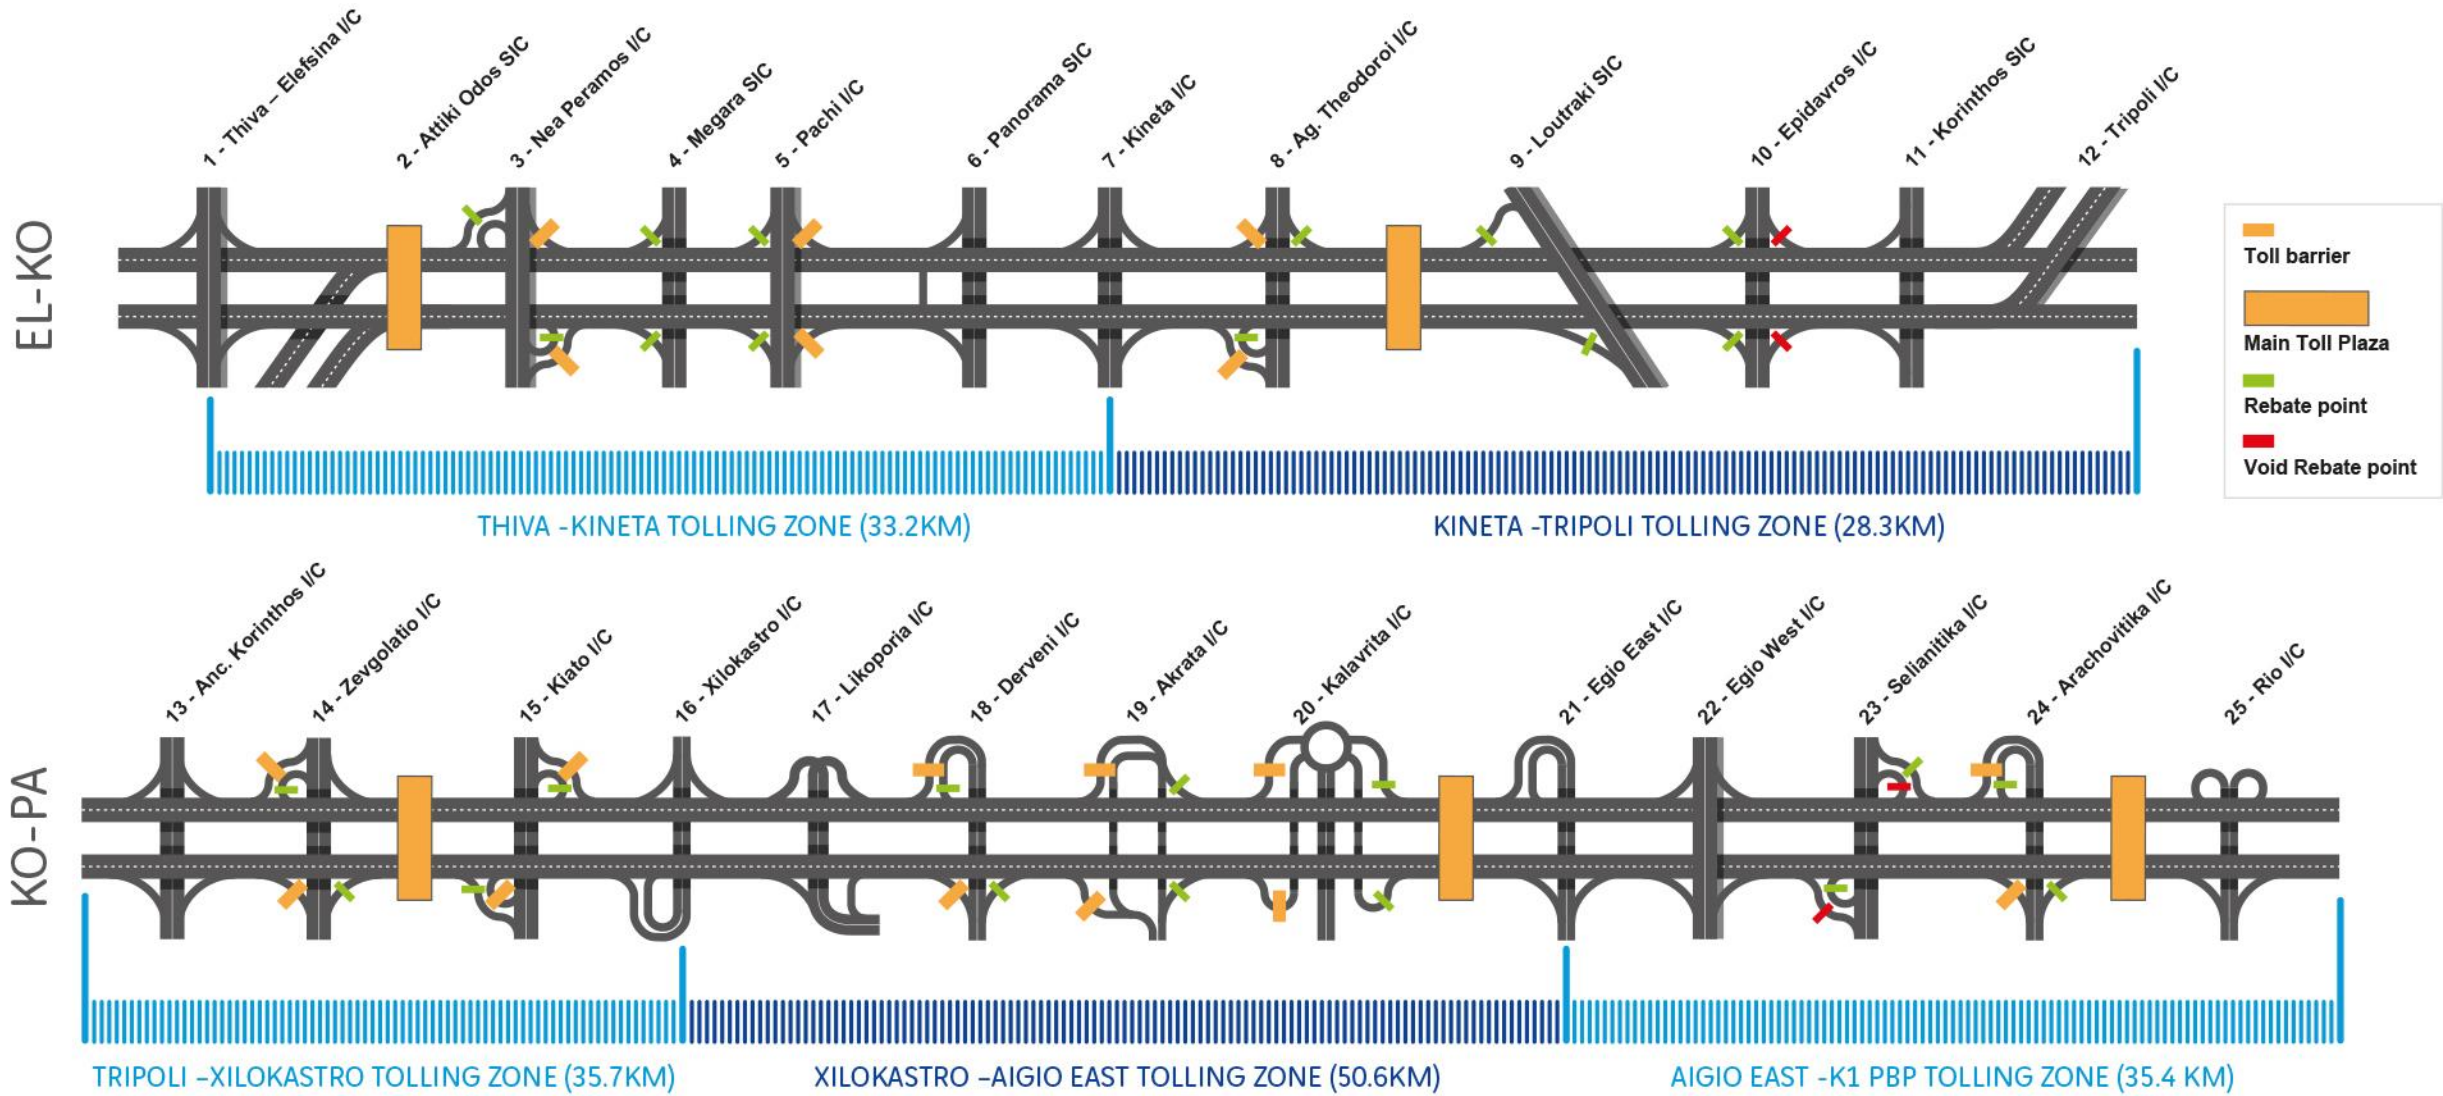 1 - Thiva – Elefsina I/C
2 - Attiki Odos SIC
3 - Nea Peramos I/C
4 - Megara SIC
5 - Pachi I/C
6 - Panorama SIC
7 - Kineta I/C
8 - Ag. Theodoroi I/C
9 - Loutraki SIC
10 - Epidavros I/C
11 - Korinthos SIC
12 - Tripoli I/C
EL-KO
Toll barrier
Main Toll Plaza
Rebate point
Void Rebate point
THIVA -KINETA TOLLING ZONE (33.2KM)
KINETA -TRIPOLI TOLLING ZONE (28.3KM)
13 - Anc. Korinthos I/C
14 - Zevgolatio I/C
15 - Kiato I/C
16 - Xilokastro I/C
17 - Likoporia I/C
18 - Derveni I/C
19 - Akrata I/C
20 - Kalavrita I/C
21 - Egio East I/C
22 - Egio West I/C
23 - Selianitika I/C
24 - Arachovitika I/C
25 - Rio I/C
KO-PA
TRIPOLI –XILOKASTRO TOLLING ZONE (35.7KM)
XILOKASTRO –AIGIO EAST TOLLING ZONE (50.6KM)
AIGIO EAST -K1 PBP TOLLING ZONE (35.4 KM)